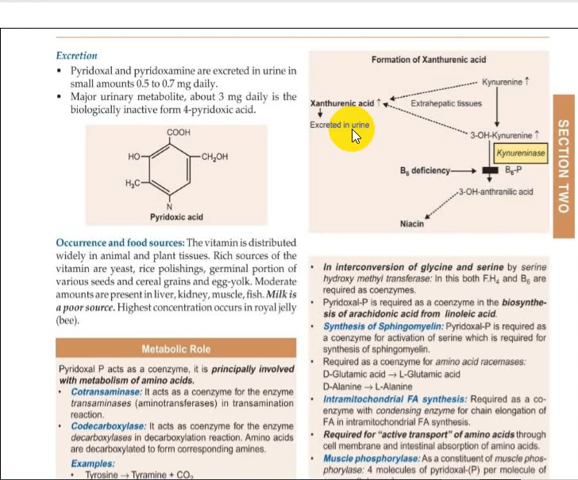 Excretion
• Pyridoxal and pyridoxamine are excreted in urine in
small amounts 0.5 to 0.7 mg daily.
• Major urinary metabolite, about 3 mg daily is the
biologically inactive form 4-pyridoxic acid.
COOH
HO
CH₂OH
H₃C
N
Pyridoxic acid
Occurrence and food sources: The vitamin is distributed
widely in animal and plant tissues. Rich sources of the
vitamin are yeast, rice polishings, germinal portion of
various seeds and cereal grains and egg-yolk. Moderate
amounts are present in liver, kidney, muscle, fish. Milk is
a poor source. Highest concentration occurs in royal jelly
(bee).
Metabolic Role
Pyridoxal P acts as a coenzyme, it is principally involved
with metabolism of amino acids.
• Cotransaminase: It acts as a coenzyme for the enzyme
transaminases (aminotransferases) in transamination
reaction.
• Codecarboxylase: It acts as coenzyme for the enzyme
decarboxylases in decarboxylation reaction. Amino acids
are decarboxylated to form corresponding amines.
Examples:
• Tyrosine → Tyramine + CO₂
Formation of Xanthurenic acid
Kynurenine ↑
Xanthurenic acid ↑
Extrahepatic tissues
Excreted in urine
3-OH-Kynurenine ↑
Kynureninase
B₆ deficiency
B₆-P
3-OH-anthranilic acid
Niacin
• In interconversion of glycine and serine by serine
hydroxy methyl transferase: In this both F.H₄ and B₆ are
required as coenzymes.
• Pyridoxal-P is required as a coenzyme in the biosynthe-
sis of arachidonic acid from linoleic acid.
• Synthesis of Sphingomyelin: Pyridoxal-P is required as
a coenzyme for activation of serine which is required for
synthesis of sphingomyelin.
• Required as a coenzyme for amino acid racemases:
D-Glutamic acid → L-Glutamic acid
D-Alanine → L-Alanine
• Intramitochondrial FA synthesis: Required as a co-
enzyme with condensing enzyme for chain elongation of
FA in intramitochondrial FA synthesis.
• Required for "active transport" of amino acids through
cell membrane and intestinal absorption of amino acids.
• Muscle phosphorylase: As a constituent of muscle phos-
phorylase: 4 molecules of pyridoxal-(P) per molecule of
SECTION TWO